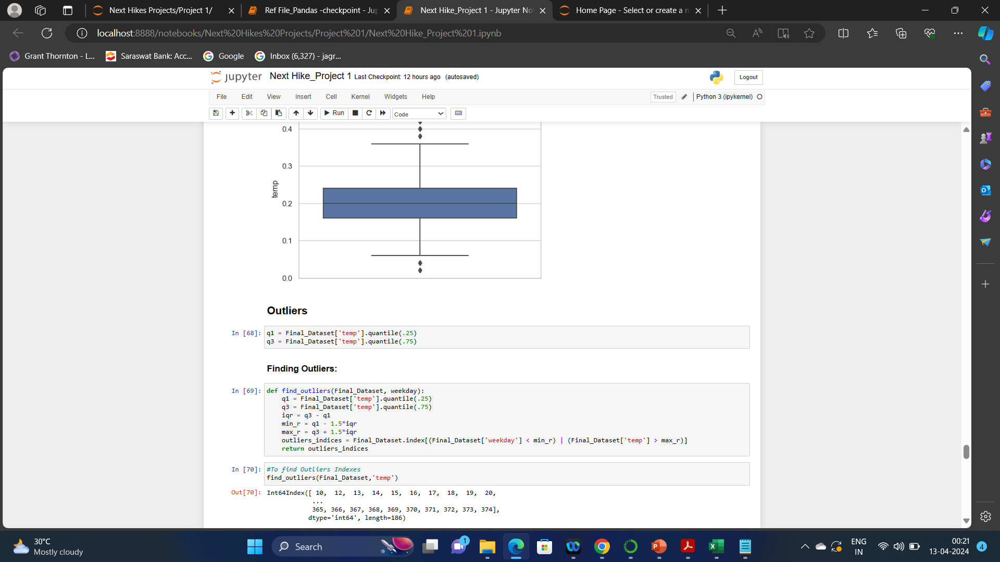 Next Hikes Projects/Project 1/
Ref File_Pandas -checkpoint - Jup
Next Hike_Project 1 - Jupyter No
Home Page - Select or create a n
localhost:8888/notebooks/Next%20Hikes%20Projects/Project%201/Next%20Hike_Project%201.ipynb
Grant Thornton - L...
Saraswat Bank: Acc...
Google
Inbox (6,327) - jagr...
jupyter Next Hike_Project 1 Last Checkpoint: 12 hours ago (autosaved)
Logout
File Edit View Insert Cell Kernel Widgets Help
Trusted
Python 3 (ipykernel)
Run
Code
0.4
0.3
temp
0.2
0.1
0.0
Outliers
In [68]: q1 = Final_Dataset['temp'].quantile(.25)
q3 = Final_Dataset['temp'].quantile(.75)
Finding Outliers:
In [69]: def find_outliers(Final_Dataset, weekday):
q1 = Final_Dataset['temp'].quantile(.25)
q3 = Final_Dataset['temp'].quantile(.75)
iqr = q3 - q1
min_r = q1 - 1.5*iqr
max_r = q3 + 1.5*iqr
outliers_indices = Final_Dataset.index[(Final_Dataset['weekday'] < min_r) | (Final_Dataset['temp'] > max_r)]
return outliers_indices
In [70]: #To find Outliers Indexes
find_outliers(Final_Dataset,'temp')
Out[70]: Int64Index([ 10, 12, 13, 14, 15, 16, 17, 18, 19, 20,
...
365, 366, 367, 368, 369, 370, 371, 372, 373, 374],
dtype='int64', length=186)
30°C
Mostly cloudy
Search
1
ENG
IN
00:21
13-04-2024
4